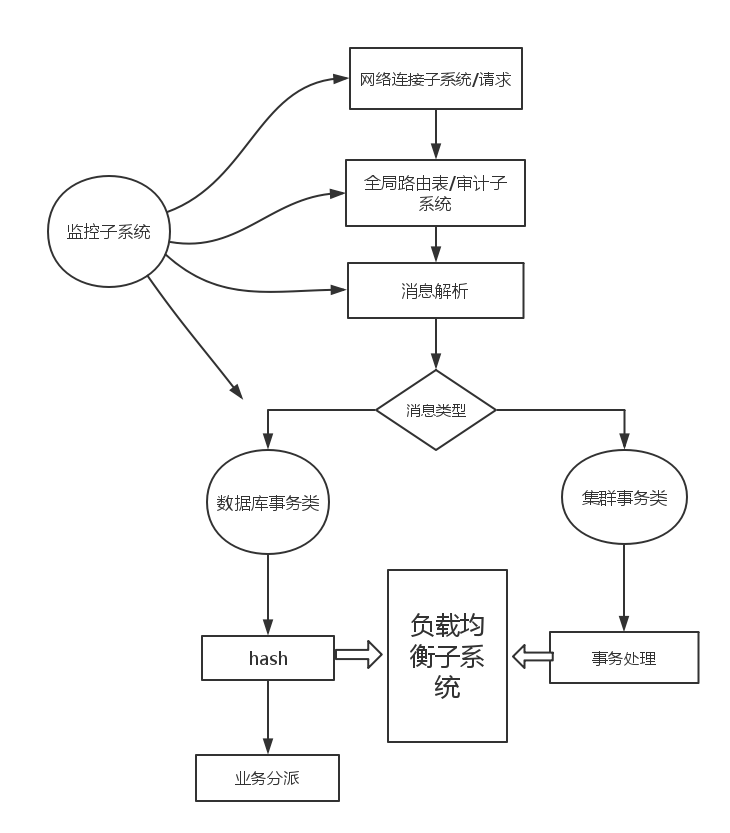 网络连接子系统/请求
全局路由表/审计子
系统
监控子系统
消息解析
消息类型
数据库事务类
集群事务类
负载均
衡子系
统
hash
事务处理
业务分派